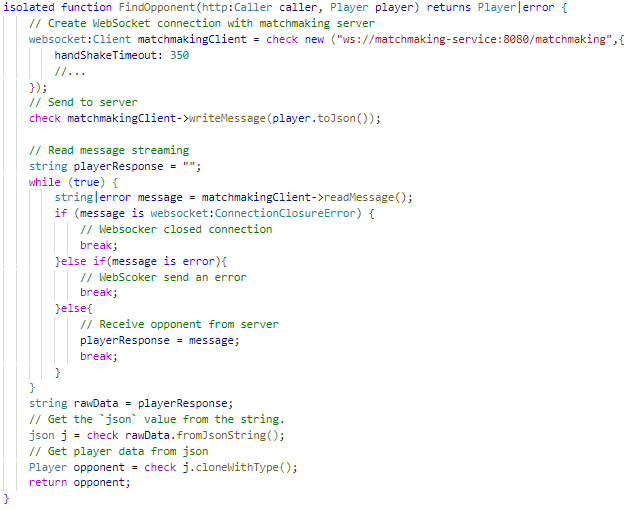 isolated function FindOpponent(http:Caller caller, Player player) returns Player|error {
    // Create WebSocket connection with matchmaking server
    websocket:Client matchmakingClient = check new ("ws://matchmaking-service:8080/matchmaking",{
        handShakeTimeout: 350
        //...
    });
    // Send to server
    check matchmakingClient->writeMessage(player.toJson());

    // Read message streaming
    string playerResponse = "";
    while (true) {
        string|error message = matchmakingClient->readMessage();
        if (message is websocket:ConnectionClosureError) {
            // Websocker closed connection
            break;
        }else if(message is error){
            // WebScoker send an error
            break;
        }else{
            // Receive opponent from server
            playerResponse = message;
            break;
        }
    }
    string rawData = playerResponse;
    // Get the `json` value from the string.
    json j = check rawData.fromJsonString();
    // Get player data from json
    Player opponent = check j.cloneWithType();
    return opponent;
}